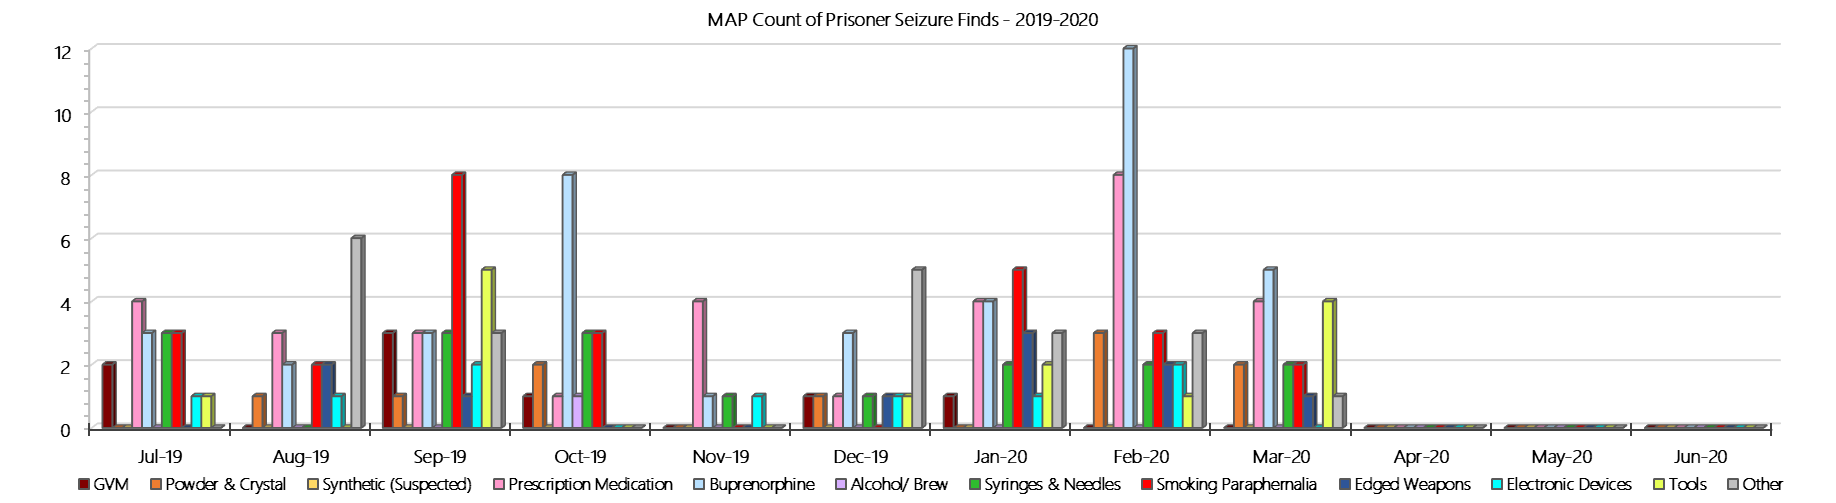 MAP Count of Prisoner Seizure Finds - 2019-2020
12
10
8
6
4
2
0
Jul-19 Aug-19 Sep-19 Oct-19 Nov-19 Dec-19 Jan-20 Feb-20 Mar-20 Apr-20 May-20 Jun-20
GVM Powder & Crystal Synthetic (Suspected) Prescription Medication Buprenorphine Alcohol/ Brew Syringes & Needles Smoking Paraphernalia Edged Weapons Electronic Devices Tools Other